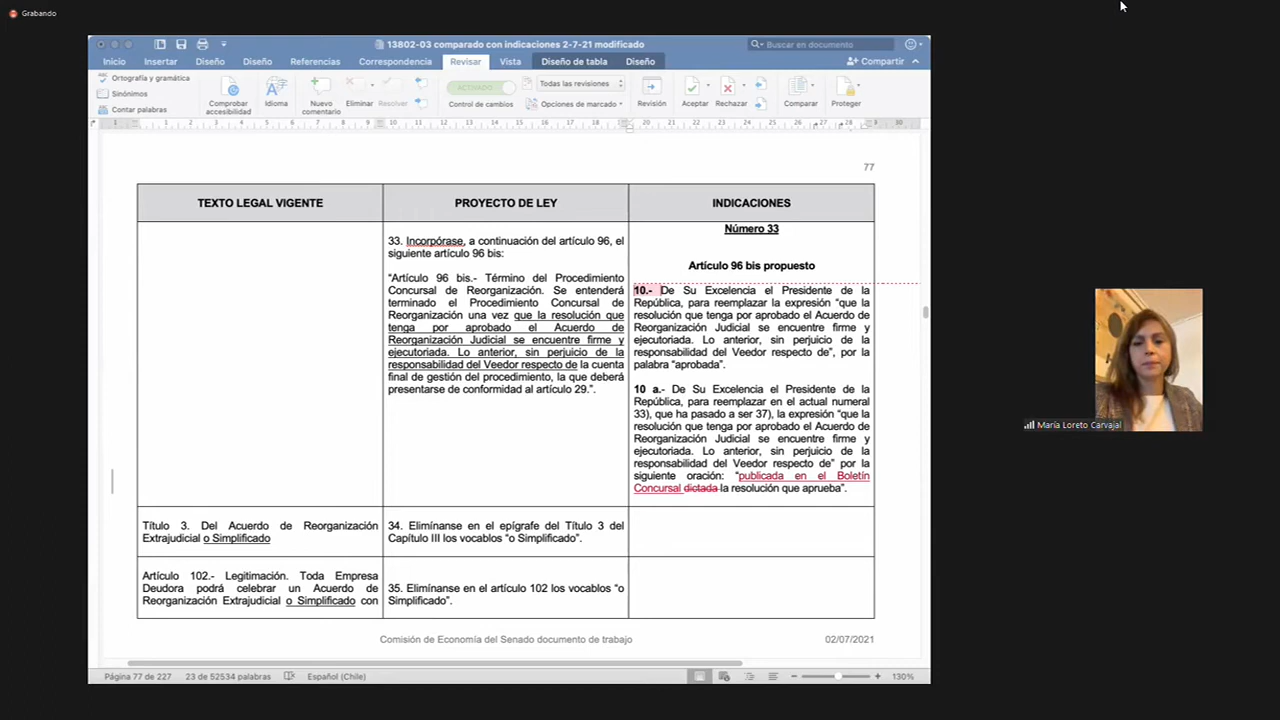 Grabando
13802-03 comparado con indicaciones 2-7-21 modificado
Buscar en documento
Inicio Insertar Diseño Diseño Referencias Correspondencia Revisar Vista Diseño de tabla Diseño Compartir
Ortografía y gramática
Sinónimos
Contar palabras
Comprobar accesibilidad
Idioma
Nuevo comentario
Eliminar
Resolver
ACTIVADO
Control de cambios
Todas las revisiones
Opciones de marcado
Revisión
Aceptar
Rechazar
Comparar
Proteger
77
TEXTO LEGAL VIGENTE
PROYECTO DE LEY
INDICACIONES
33. Incorpórase, a continuación del artículo 96, el
siguiente artículo 96 bis:
“Artículo 96 bis.- Término del Procedimiento
Concursal de Reorganización. Se entenderá
terminado el Procedimiento Concursal de
Reorganización una vez que la resolución que
tenga por aprobado el Acuerdo de
Reorganización Judicial se encuentre firme y
ejecutoriada. Lo anterior, sin perjuicio de la
responsabilidad del Veedor respecto de la cuenta
final de gestión del procedimiento, la que deberá
presentarse de conformidad al artículo 29.”.
Número 33
Artículo 96 bis propuesto
10.- De Su Excelencia el Presidente de la
República, para reemplazar la expresión “que la
resolución que tenga por aprobado el Acuerdo de
Reorganización Judicial se encuentre firme y
ejecutoriada. Lo anterior, sin perjuicio de la
responsabilidad del Veedor respecto de”, por la
palabra “aprobada”.
10 a.- De Su Excelencia el Presidente de la
República, para reemplazar en el actual numeral
33), que ha pasado a ser 37), la expresión “que la
resolución que tenga por aprobado el Acuerdo de
Reorganización Judicial se encuentre firme y
ejecutoriada. Lo anterior, sin perjuicio de la
responsabilidad del Veedor respecto de” por la
siguiente oración: “publicada en el Boletín
Concursal dictada la resolución que aprueba”.
Título 3. Del Acuerdo de Reorganización
Extrajudicial o Simplificado
34. Elimínanse en el epígrafe del Título 3 del
Capítulo III los vocablos “o Simplificado”.
Artículo 102.- Legitimación. Toda Empresa
Deudora podrá celebrar un Acuerdo de
Reorganización Extrajudicial o Simplificado con
35. Elimínanse en el artículo 102 los vocablos “o
Simplificado”.
Comisión de Economía del Senado documento de trabajo
02/07/2021
Página 77 de 227 23 de 52534 palabras Español (Chile) 130%
María Loreto Carvajal